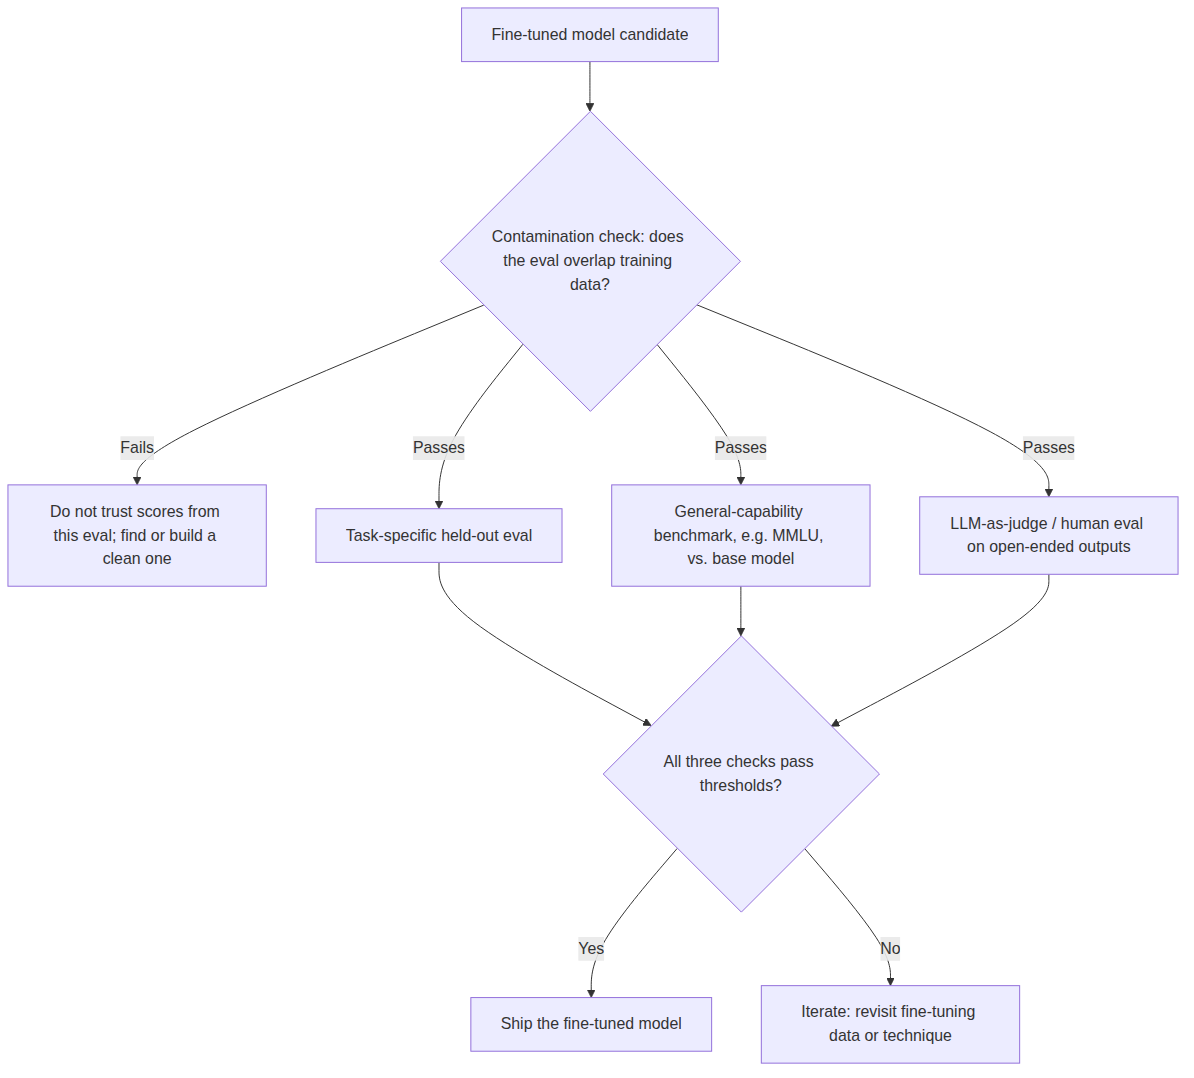 Fine-tuned model candidate
Contamination check: does
the eval overlap training
data?
Fails
Passes
Passes
Passes
Do not trust scores from
this eval; find or build a
clean one
Task-specific held-out eval
General-capability
benchmark, e.g. MMLU,
vs. base model
LLM-as-judge / human eval
on open-ended outputs
All three checks pass
thresholds?
Yes
No
Ship the fine-tuned model
Iterate: revisit fine-tuning
data or technique